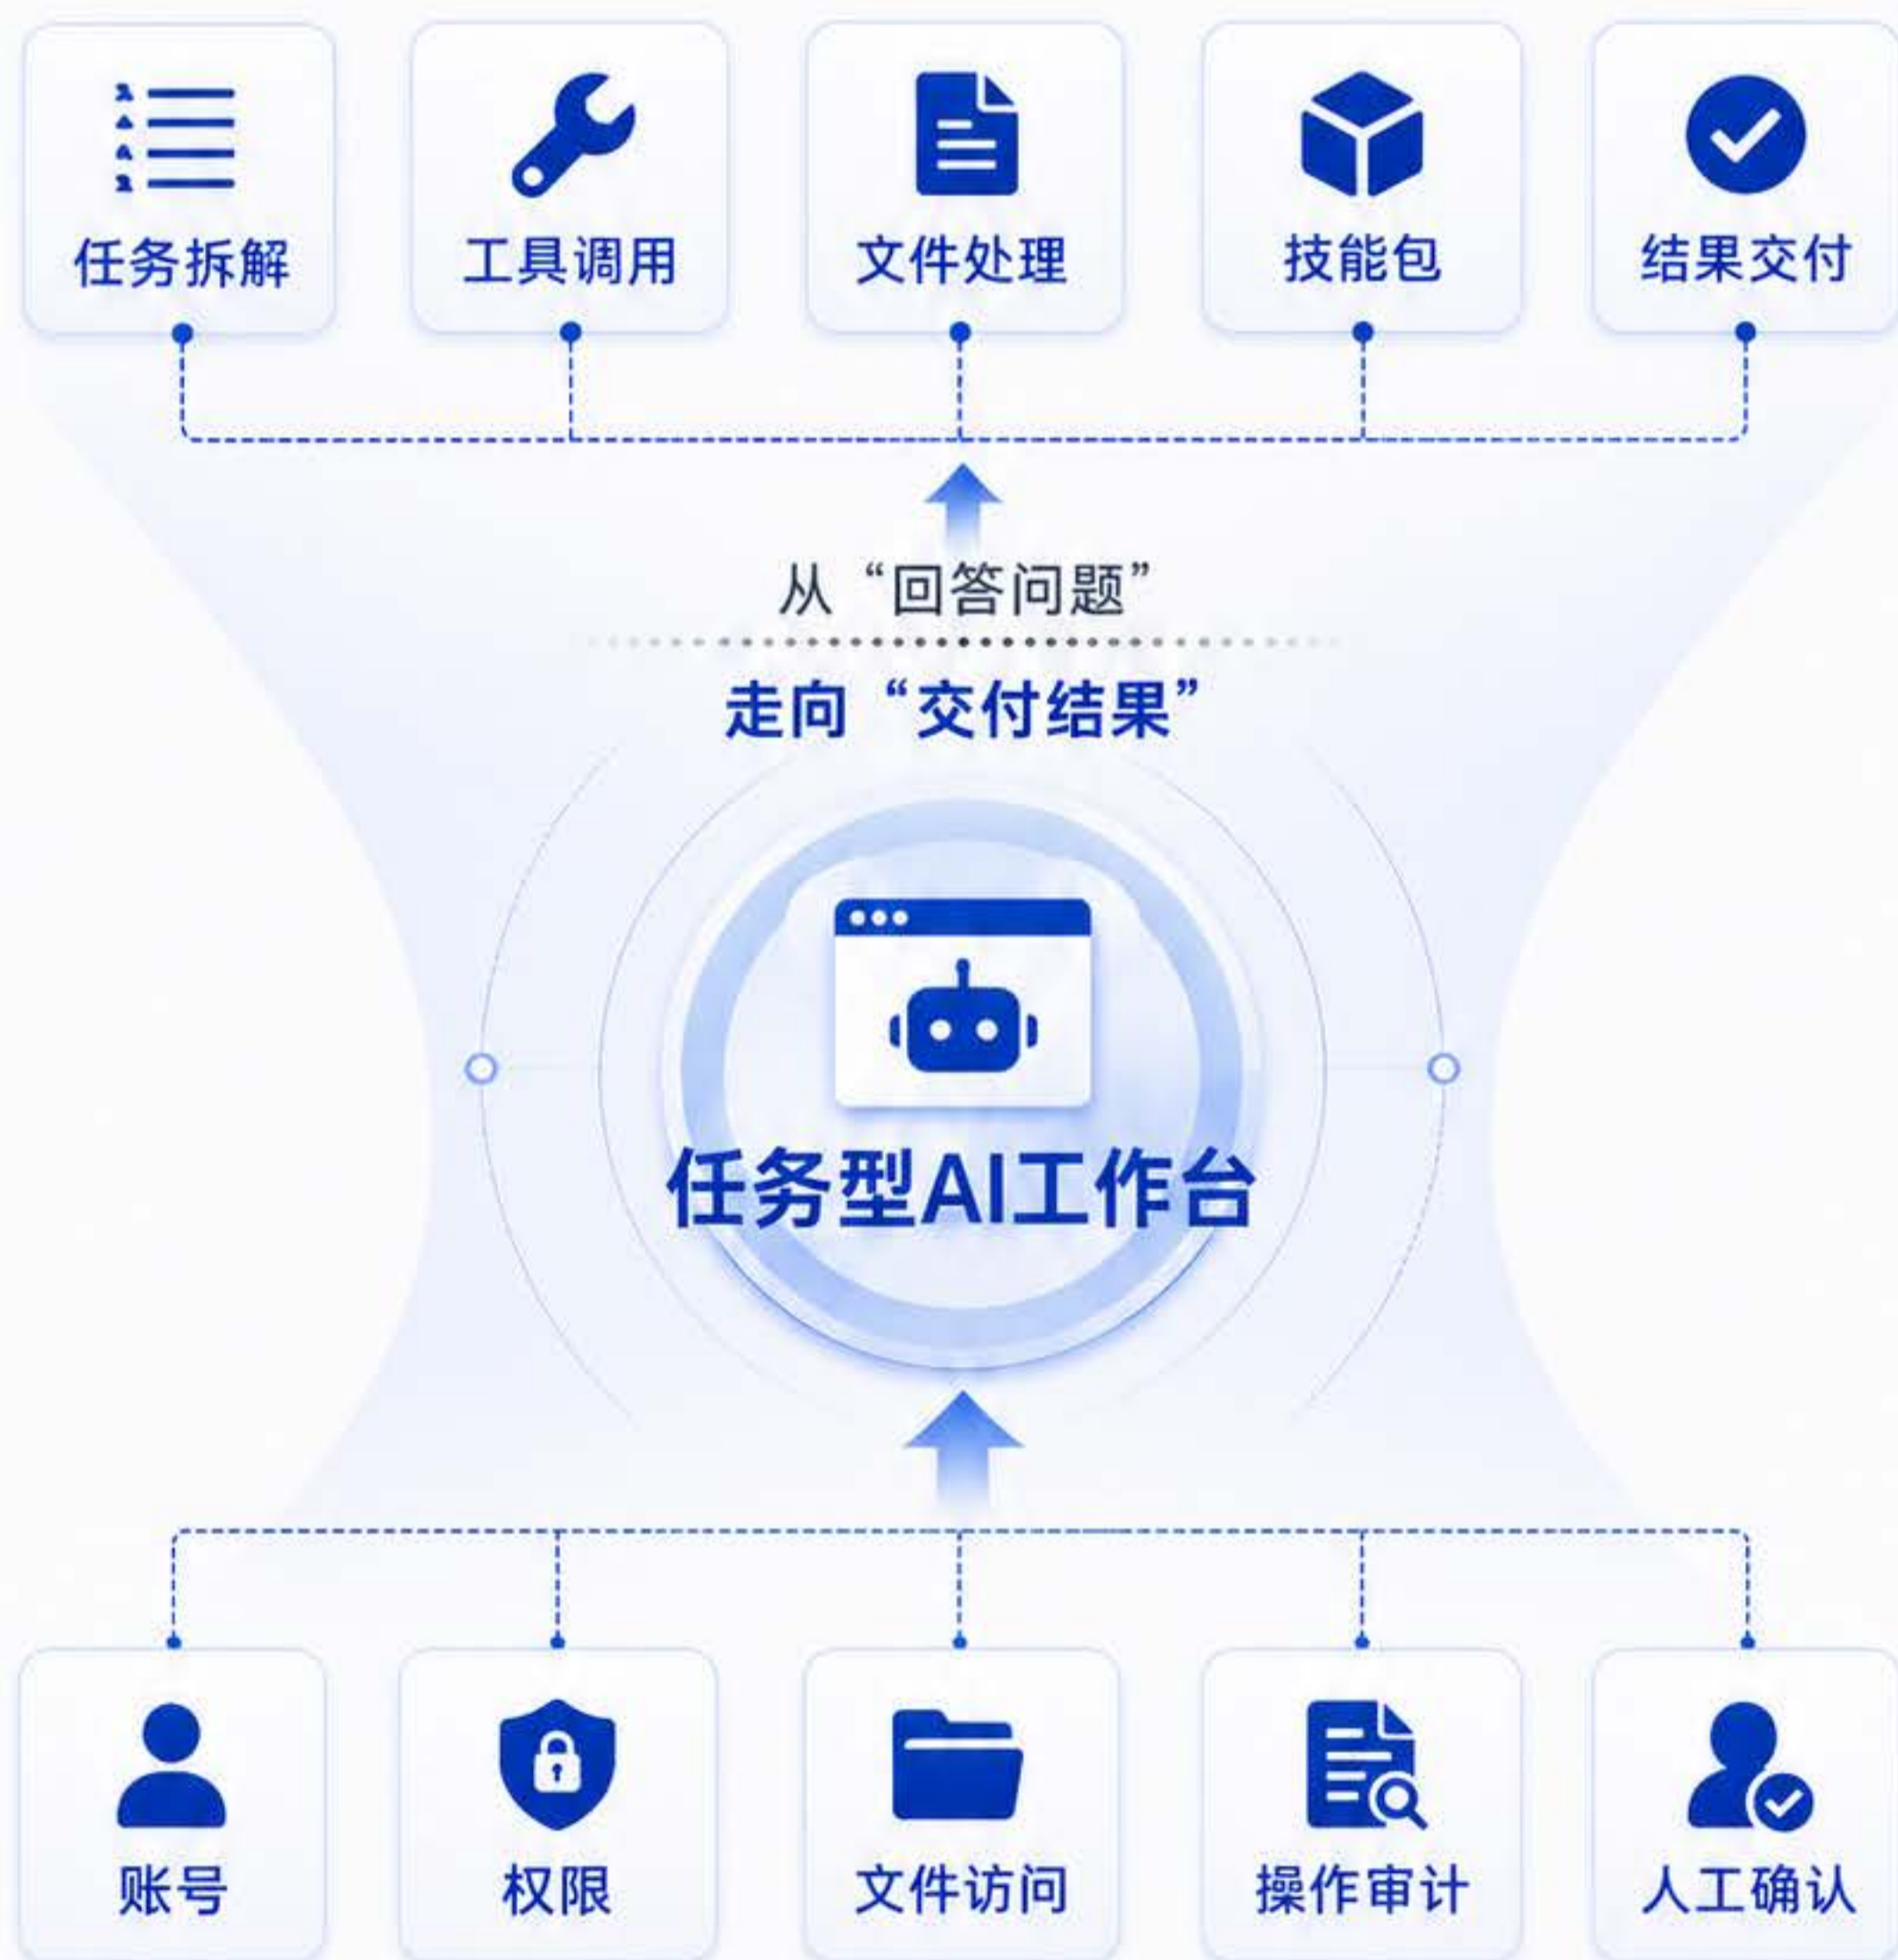 任务拆解 工具调用 文件处理 技能包 结果交付
从“回答问题”
走向“交付结果”
任务型AI工作台
账号 权限 文件访问 操作审计 人工确认